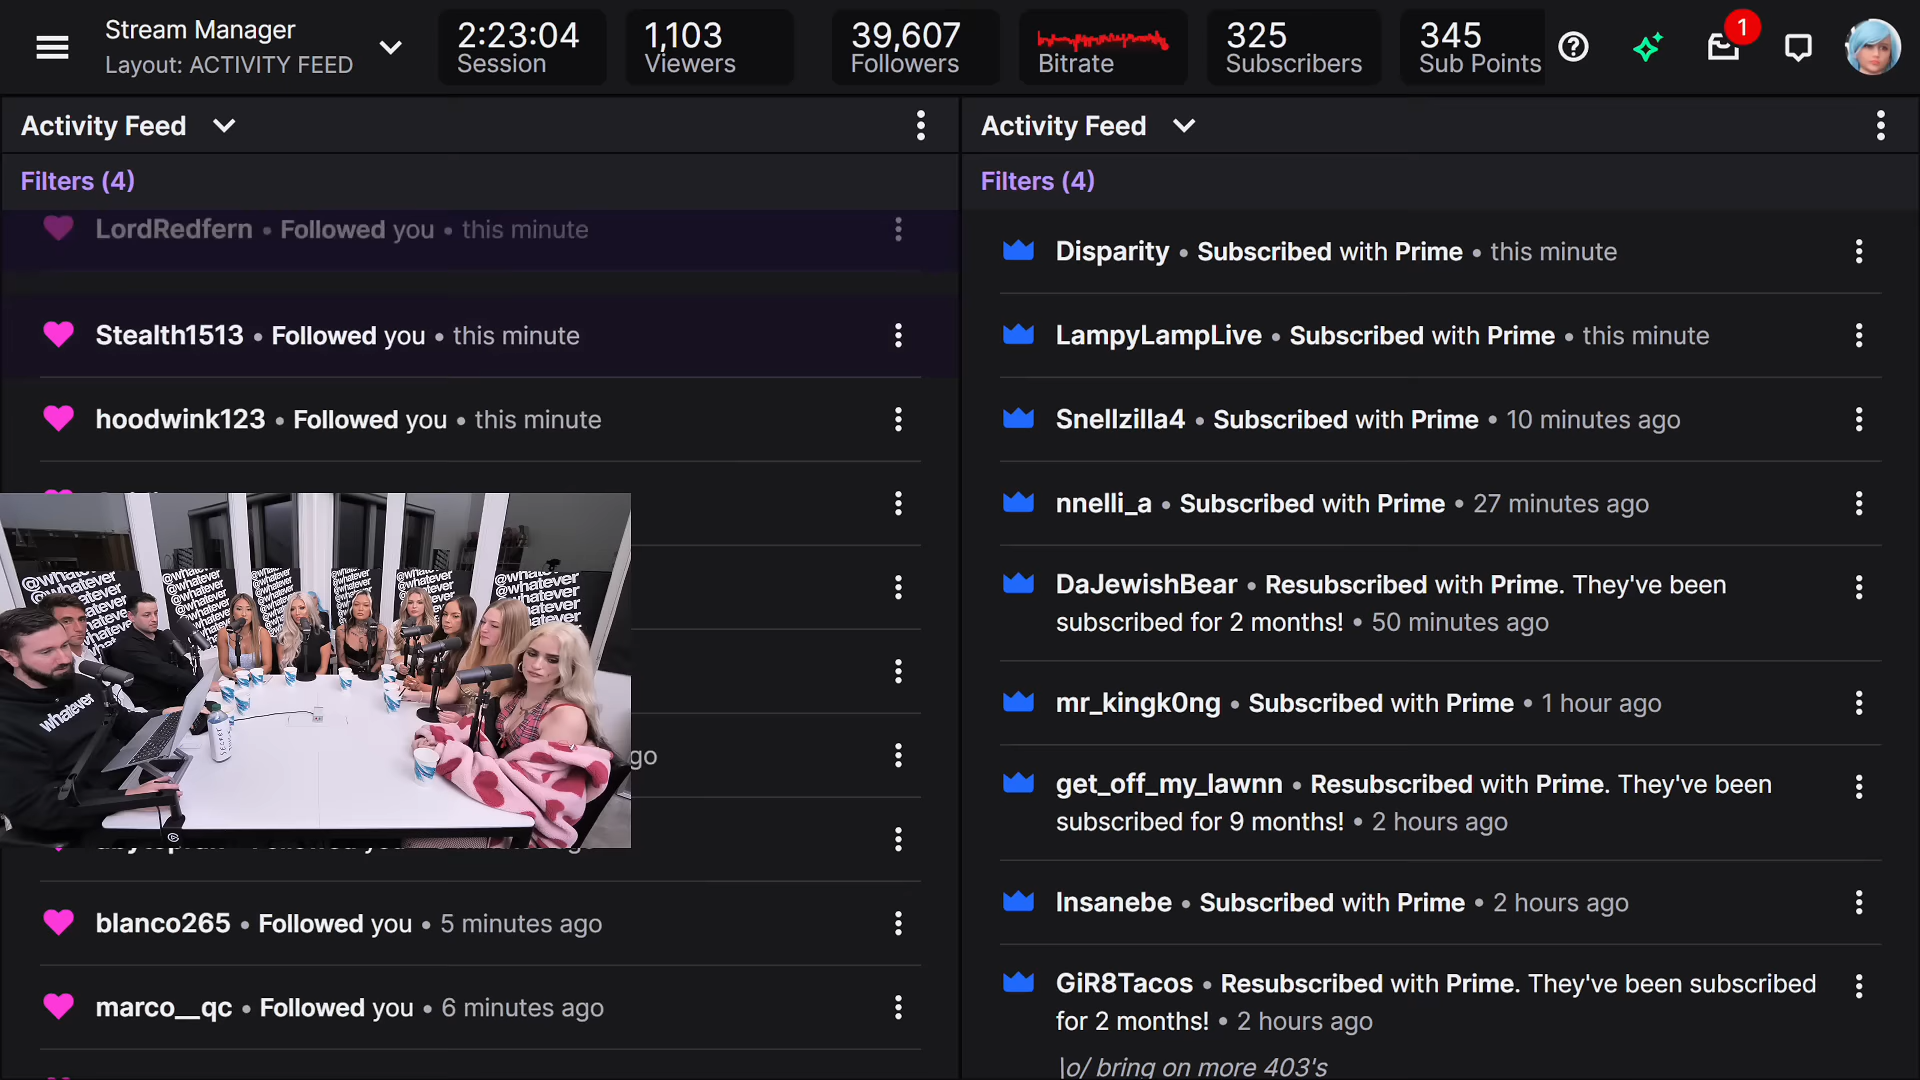 Stream Manager
Layout: ACTIVITY FEED
2:23:04
Session
1,103
Viewers
39,607
Followers
Bitrate
325
Subscribers
345
Sub Points
1
Activity Feed
Filters (4)
LordRedfern • Followed you • this minute
Stealth1513 • Followed you • this minute
hoodwink123 • Followed you • this minute
go
@whatever
@whatever
whatever
whatever
blanco265 • Followed you • 5 minutes ago
marco__qc • Followed you • 6 minutes ago
Activity Feed
Filters (4)
Disparity • Subscribed with Prime • this minute
LampyLampLive • Subscribed with Prime • this minute
Snellzilla4 • Subscribed with Prime • 10 minutes ago
nnelli_a • Subscribed with Prime • 27 minutes ago
DaJewishBear • Resubscribed with Prime. They've been
subscribed for 2 months! • 50 minutes ago
mr_kingk0ng • Subscribed with Prime • 1 hour ago
get_off_my_lawnn • Resubscribed with Prime. They've been
subscribed for 9 months! • 2 hours ago
Insanebe • Subscribed with Prime • 2 hours ago
GiR8Tacos • Resubscribed with Prime. They've been subscribed
for 2 months! • 2 hours ago
\o/ bring on more 403's